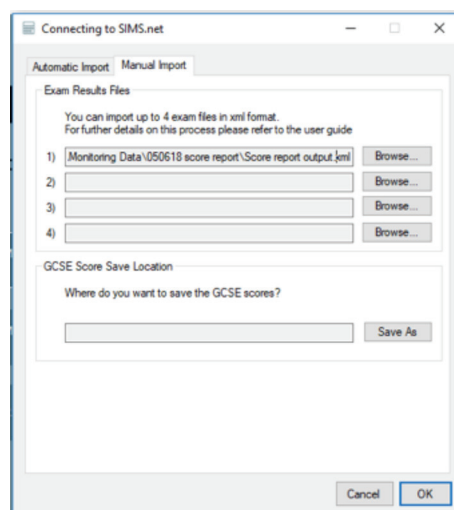 Connecting to SIMS.net
Automatic Import Manual Import
Exam Results Files
You can import up to 4 exam files in xml format.
For further details on this process please refer to the user guide
1) .Monitoring Data\050618 score report\Score report output.xml Browse...
2) Browse...
3) Browse...
4) Browse...
GCSE Score Save Location
Where do you want to save the GCSE scores?
Save As
Cancel OK